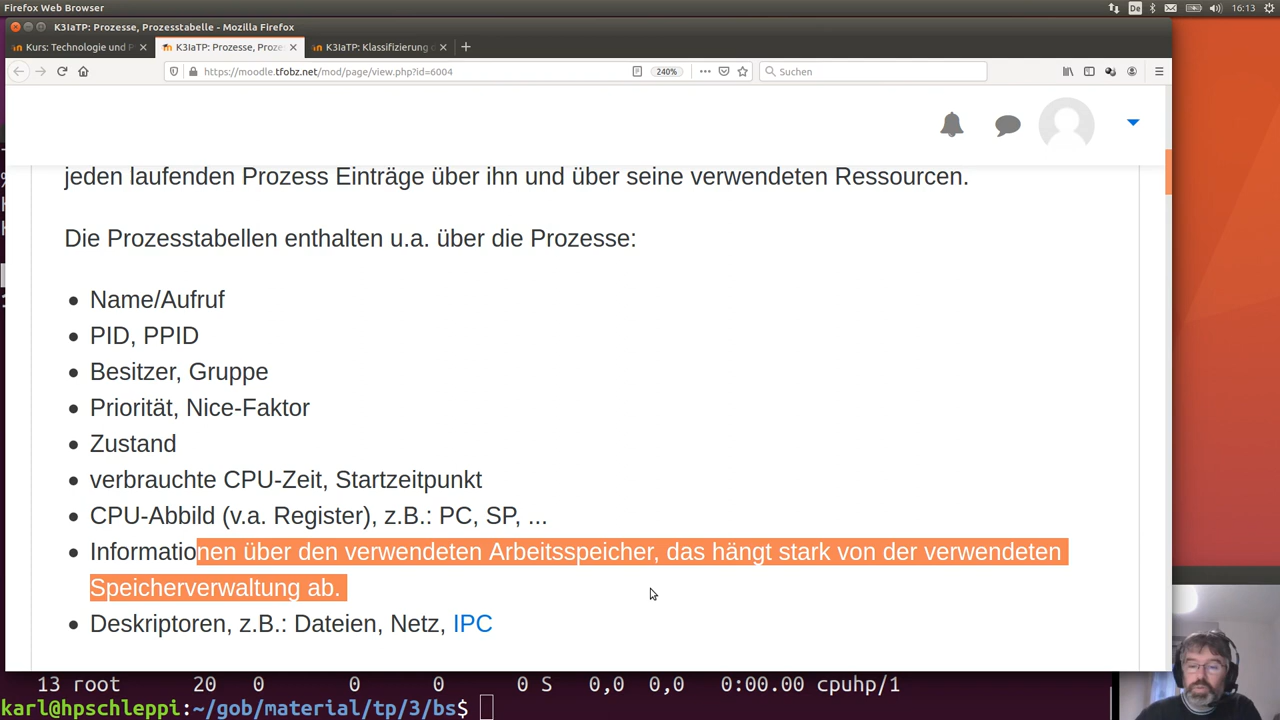 Firefox Web Browser
De
16:13
K3IaTP: Prozesse, Prozesstabelle - Mozilla Firefox
Kurs: Technologie und P
K3IaTP: Prozesse, Proze
K3IaTP: Klassifizierung
https://moodle.tfobz.net/mod/page/view.php?id=6004
240%
Suchen
jeden laufenden Prozess Einträge über ihn und über seine verwendeten Ressourcen.
Die Prozesstabellen enthalten u.a. über die Prozesse:
• Name/Aufruf
• PID, PPID
• Besitzer, Gruppe
• Priorität, Nice-Faktor
• Zustand
• verbrauchte CPU-Zeit, Startzeitpunkt
• CPU-Abbild (v.a. Register), z.B.: PC, SP, ...
• Informationen über den verwendeten Arbeitsspeicher, das hängt stark von der verwendeten
Speicherverwaltung ab.
• Deskriptoren, z.B.: Dateien, Netz, IPC
13 root 20 0 0 0 0 S 0,0 0,0 0:00.00 cpuhp/1
karl@hpschleppi:~/gob/material/tp/3/bs$